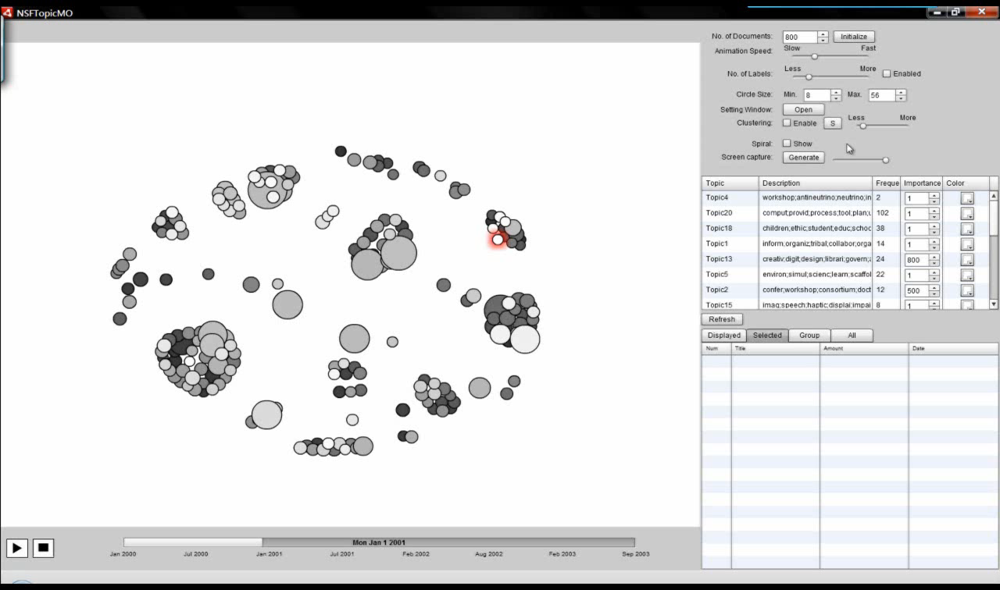 NSFTopicMO
No. of Documents: 800 Initialize
Animation Speed: Slow Fast
No. of Labels: Less More Enabled
Circle Size: Min. 8 Max. 56
Setting Window: Open
Clustering: Enable S Less More
Spiral: Show
Screen capture: Generate
Topic Description Freque Importance Color
Topic4 workshop;antineutrino;neutrino;in 2 1
Topic20 comput;provid;process;tool;plan;u 102 1
Topic18 children;ethic;student;educ;schoo 38 1
Topic1 inform;organiz;tribal;collabor;orga 14 1
Topic13 creativ;digit;design;librari;govern; 24 800
Topic5 environ;simul;scienc;learn;scaffol 22 1
Topic2 confer;workshop;consortium;doct 12 500
Topic15 imag;speech;haptic;displai;impai 8 1
Refresh
Displayed Selected Group All
Num Title Amount Date
Mon Jan 1 2001
Jan 2000 Jul 2000 Jan 2001 Jul 2001 Feb 2002 Aug 2002 Feb 2003 Sep 2003